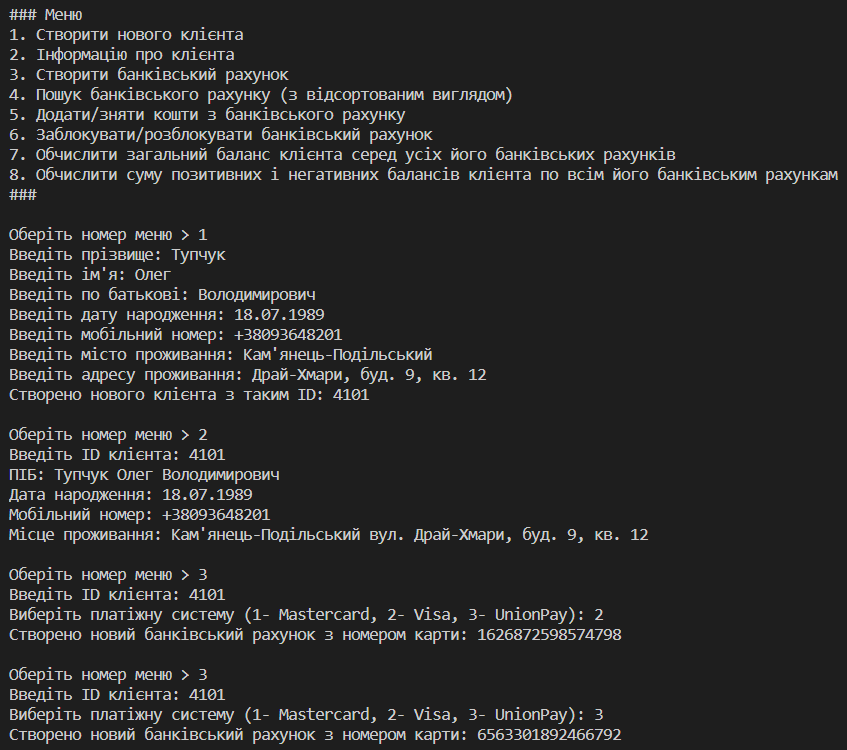 ### Меню
1. Створити нового клієнта
2. Інформацію про клієнта
3. Створити банківський рахунок
4. Пошук банківського рахунку (з відсортованим виглядом)
5. Додати/зняти кошти з банківського рахунку
6. Заблокувати/розблокувати банківський рахунок
7. Обчислити загальний баланс клієнта серед усіх його банківських рахунків
8. Обчислити суму позитивних і негативних балансів клієнта по всім його банківським рахункам
###
Оберіть номер меню > 1
Введіть прізвище: Тупчук
Введіть ім'я: Олег
Введіть по батькові: Володимирович
Введіть дату народження: 18.07.1989
Введіть мобільний номер: +38093648201
Введіть місто проживання: Кам'янець-Подільський
Введіть адресу проживання: Драй-Хмари, буд. 9, кв. 12
Створено нового клієнта з таким ID: 4101
Оберіть номер меню > 2
Введіть ID клієнта: 4101
ПІБ: Тупчук Олег Володимирович
Дата народження: 18.07.1989
Мобільний номер: +38093648201
Місце проживання: Кам'янець-Подільський вул. Драй-Хмари, буд. 9, кв. 12
Оберіть номер меню > 3
Введіть ID клієнта: 4101
Виберіть платіжну систему (1- Mastercard, 2- Visa, 3- UnionPay): 2
Створено новий банківський рахунок з номером карти: 1626872598574798
Оберіть номер меню > 3
Введіть ID клієнта: 4101
Виберіть платіжну систему (1- Mastercard, 2- Visa, 3- UnionPay): 3
Створено новий банківський рахунок з номером карти: 6563301892466792